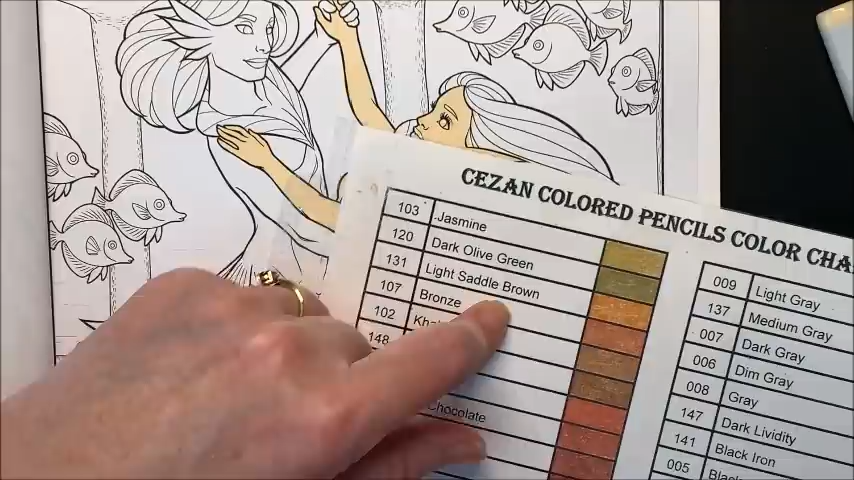 CEZAN COLORED PENCILS COLOR CHA
103 Jasmine
120 Dark Olive Green
131 Light Saddle Brown
107 Bronze
102
148
Chocolate
009 Light Gray
137 Medium Gray
007 Dark Gray
006 Dim Gray
008 Gray
147 Dark Lividity
141 Black Iron
005 Black